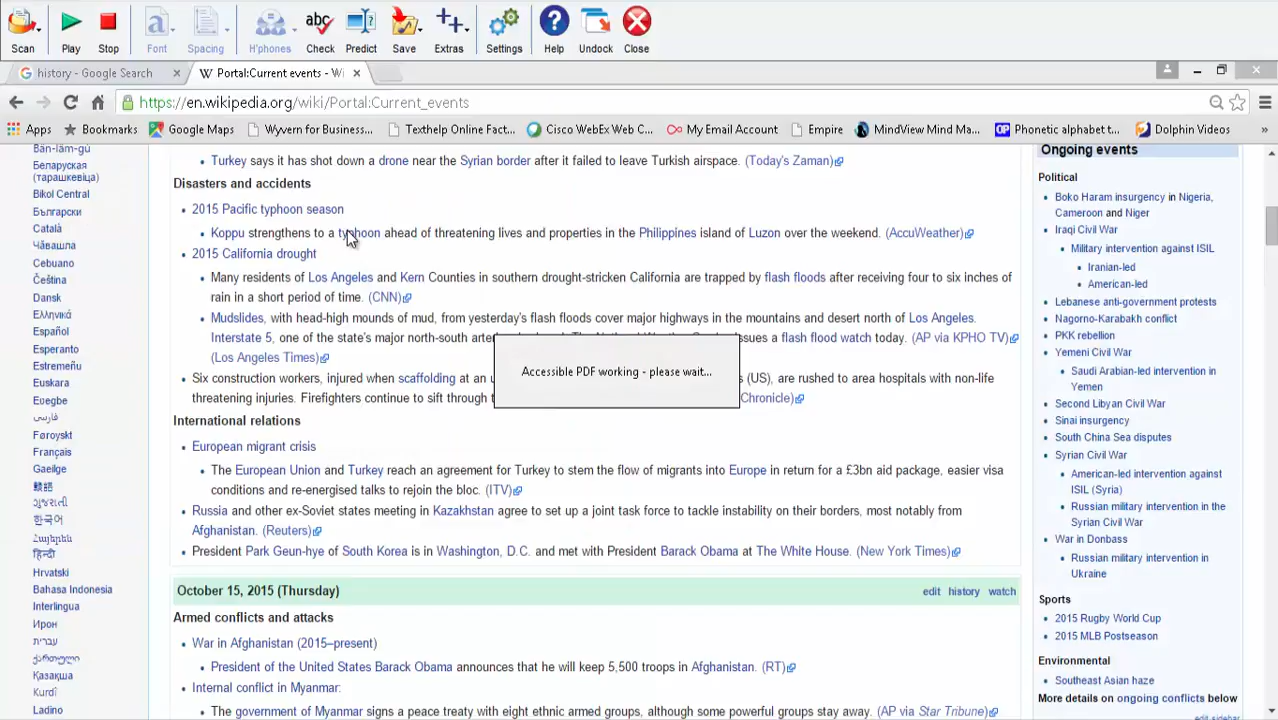 Scan Play Stop Font Spacing H'phones Check Predict Save Extras Settings Help Undock Close
abc
history - Google Search
Portal:Current events - Wi
https://en.wikipedia.org/wiki/Portal:Current_events
Apps Bookmarks Google Maps Wyvern for Business... Texthelp Online Fact... Cisco WebEx Web C... My Email Account Empire MindView Mind Ma... Phonetic alphabet t... Dolphin Videos »
Bân-lâm-gú
Беларуская
(тарашкевіца)
Bikol Central
Български
Català
Чӑвашла
Cebuano
Čeština
Dansk
Ελληνικά
Español
Esperanto
Estremeñu
Euskara
Eʋegbe
فارسی
Føroyskt
Français
Gaeilge
贛語
ગુજરાતી
한국어
Հայերեն
हिन्दी
Hrvatski
Bahasa Indonesia
Interlingua
Ирон
עברית
ქართული
Қазақша
Kurdî
Ladino
Turkey says it has shot down a drone near the Syrian border after it failed to leave Turkish airspace. (Today's Zaman)
Disasters and accidents
2015 Pacific typhoon season
Koppu strengthens to a typhoon ahead of threatening lives and properties in the Philippines island of Luzon over the weekend. (AccuWeather)
2015 California drought
Many residents of Los Angeles and Kern Counties in southern drought-stricken California are trapped by flash floods after receiving four to six inches of
rain in a short period of time. (CNN)
Mudslides, with head-high mounds of mud, from yesterday's flash floods cover major highways in the mountains and desert north of Los Angeles.
Interstate 5, one of the state's major north-south arter sues a flash flood watch today. (AP via KPHO TV)
(Los Angeles Times)
Six construction workers, injured when scaffolding at an u (US), are rushed to area hospitals with non-life
threatening injuries. Firefighters continue to sift through t Chronicle)
Accessible PDF working - please wait...
International relations
European migrant crisis
The European Union and Turkey reach an agreement for Turkey to stem the flow of migrants into Europe in return for a £3bn aid package, easier visa
conditions and re-energised talks to rejoin the bloc. (ITV)
Russia and other ex-Soviet states meeting in Kazakhstan agree to set up a joint task force to tackle instability on their borders, most notably from
Afghanistan. (Reuters)
President Park Geun-hye of South Korea is in Washington, D.C. and met with President Barack Obama at The White House. (New York Times)
October 15, 2015 (Thursday) edit history watch
Armed conflicts and attacks
War in Afghanistan (2015–present)
President of the United States Barack Obama announces that he will keep 5,500 troops in Afghanistan. (RT)
Internal conflict in Myanmar:
The government of Myanmar signs a peace treaty with eight ethnic armed groups, although some powerful groups stay away. (AP via Star Tribune)
Ongoing events
Political
Boko Haram insurgency in Nigeria,
Cameroon and Niger
Iraqi Civil War
Military intervention against ISIL
Iranian-led
American-led
Lebanese anti-government protests
Nagorno-Karabakh conflict
PKK rebellion
Yemeni Civil War
Saudi Arabian-led intervention in
Yemen
Second Libyan Civil War
Sinai insurgency
South China Sea disputes
Syrian Civil War
American-led intervention against
ISIL (Syria)
Russian military intervention in the
Syrian Civil War
War in Donbass
Russian military intervention in
Ukraine
Sports
2015 Rugby World Cup
2015 MLB Postseason
Environmental
Southeast Asian haze
More details on ongoing conflicts below
edit sidebar